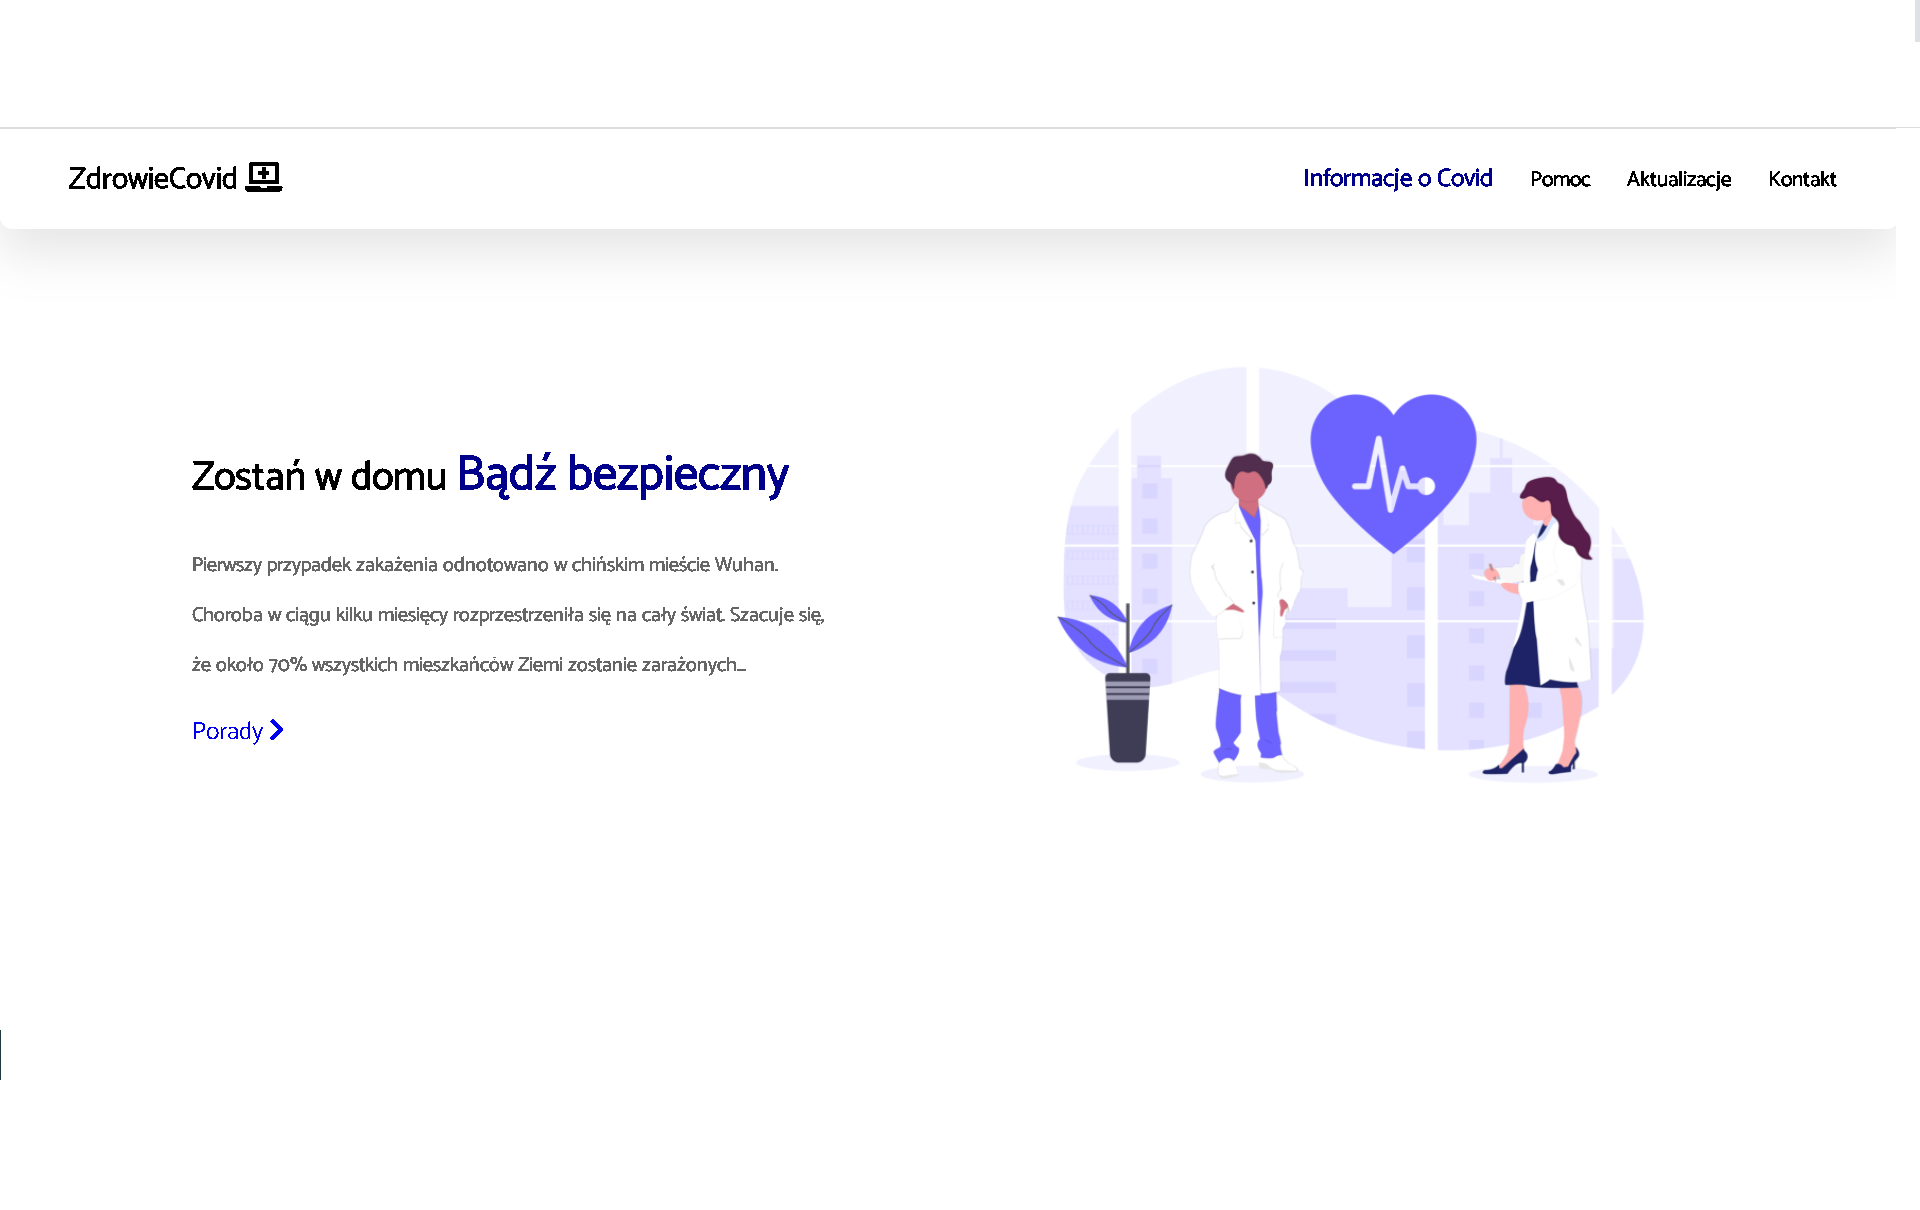 ZdrowieCovid
Informacje o Covid Pomoc Aktualizacje Kontakt
Zostań w domu Bądź bezpieczny
Pierwszy przypadek zakażenia odnotowano w chińskim mieście Wuhan.
Choroba w ciągu kilku miesięcy rozprzestrzeniła się na cały świat. Szacuje się,
że około 70% wszystkich mieszkańców Ziemi zostanie zarażonych...
Porady